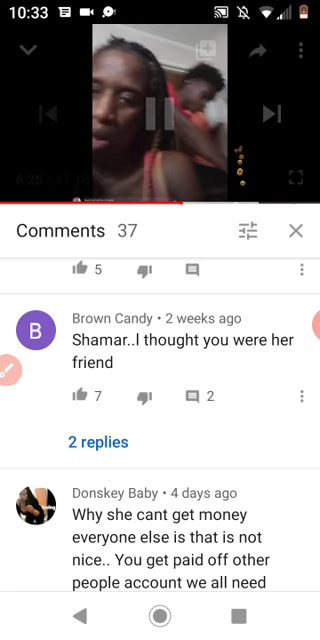 10:33
6:25 / 11:18
Comments 37
5
B
Brown Candy • 2 weeks ago
Shamar..I thought you were her
friend
7
2
2 replies
Donskey Baby • 4 days ago
Why she cant get money
everyone else is that is not
nice.. You get paid off other
people account we all need